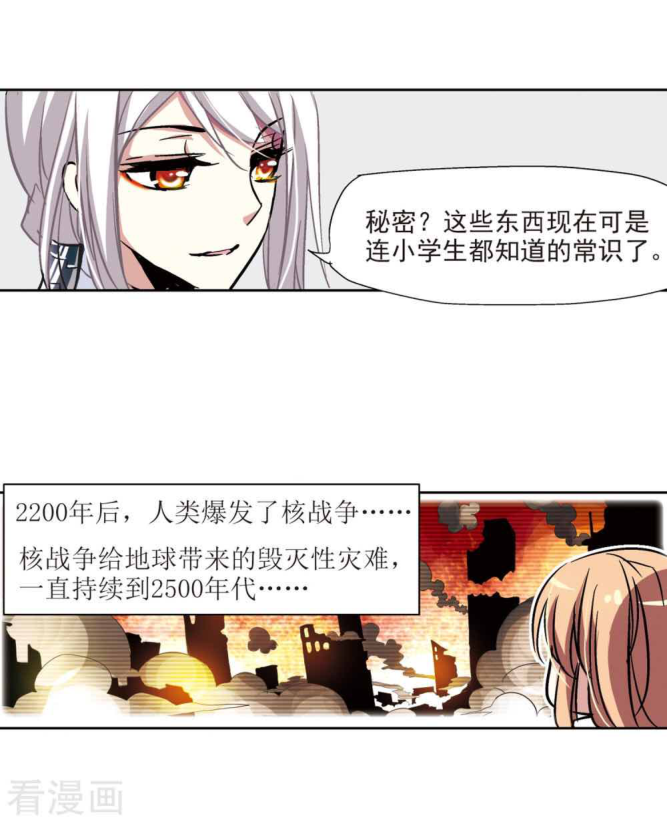 秘密？这些东西现在可是
连小学生都知道的常识了。
2200年后，人类爆发了核战争……
核战争给地球带来的毁灭性灾难，
一直持续到2500年代……
看漫画